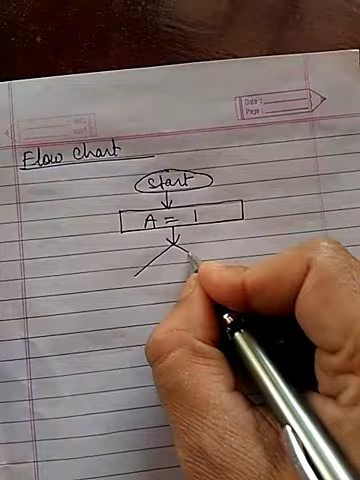 Date :
Page :
Flow chart
Start
A = 1